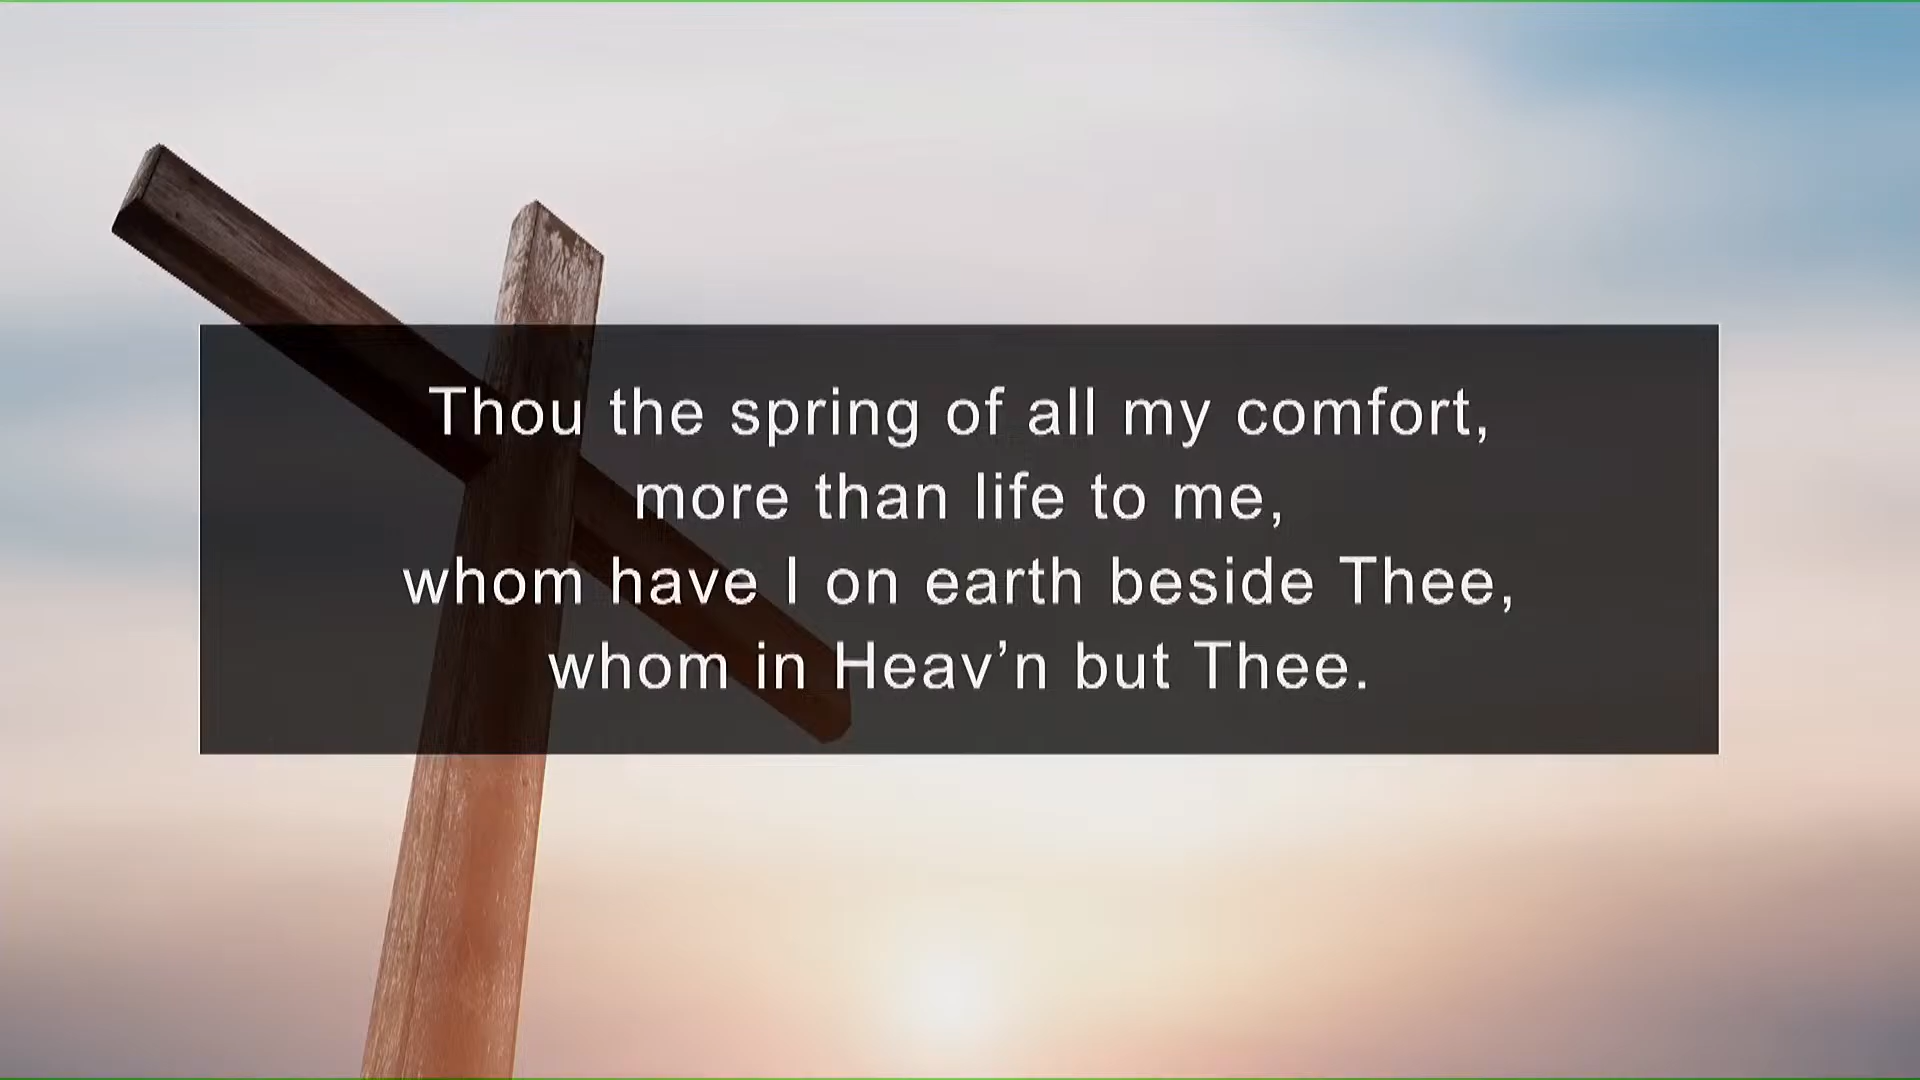 Thou the spring of all my comfort,
more than life to me,
whom have I on earth beside Thee,
whom in Heav’n but Thee.